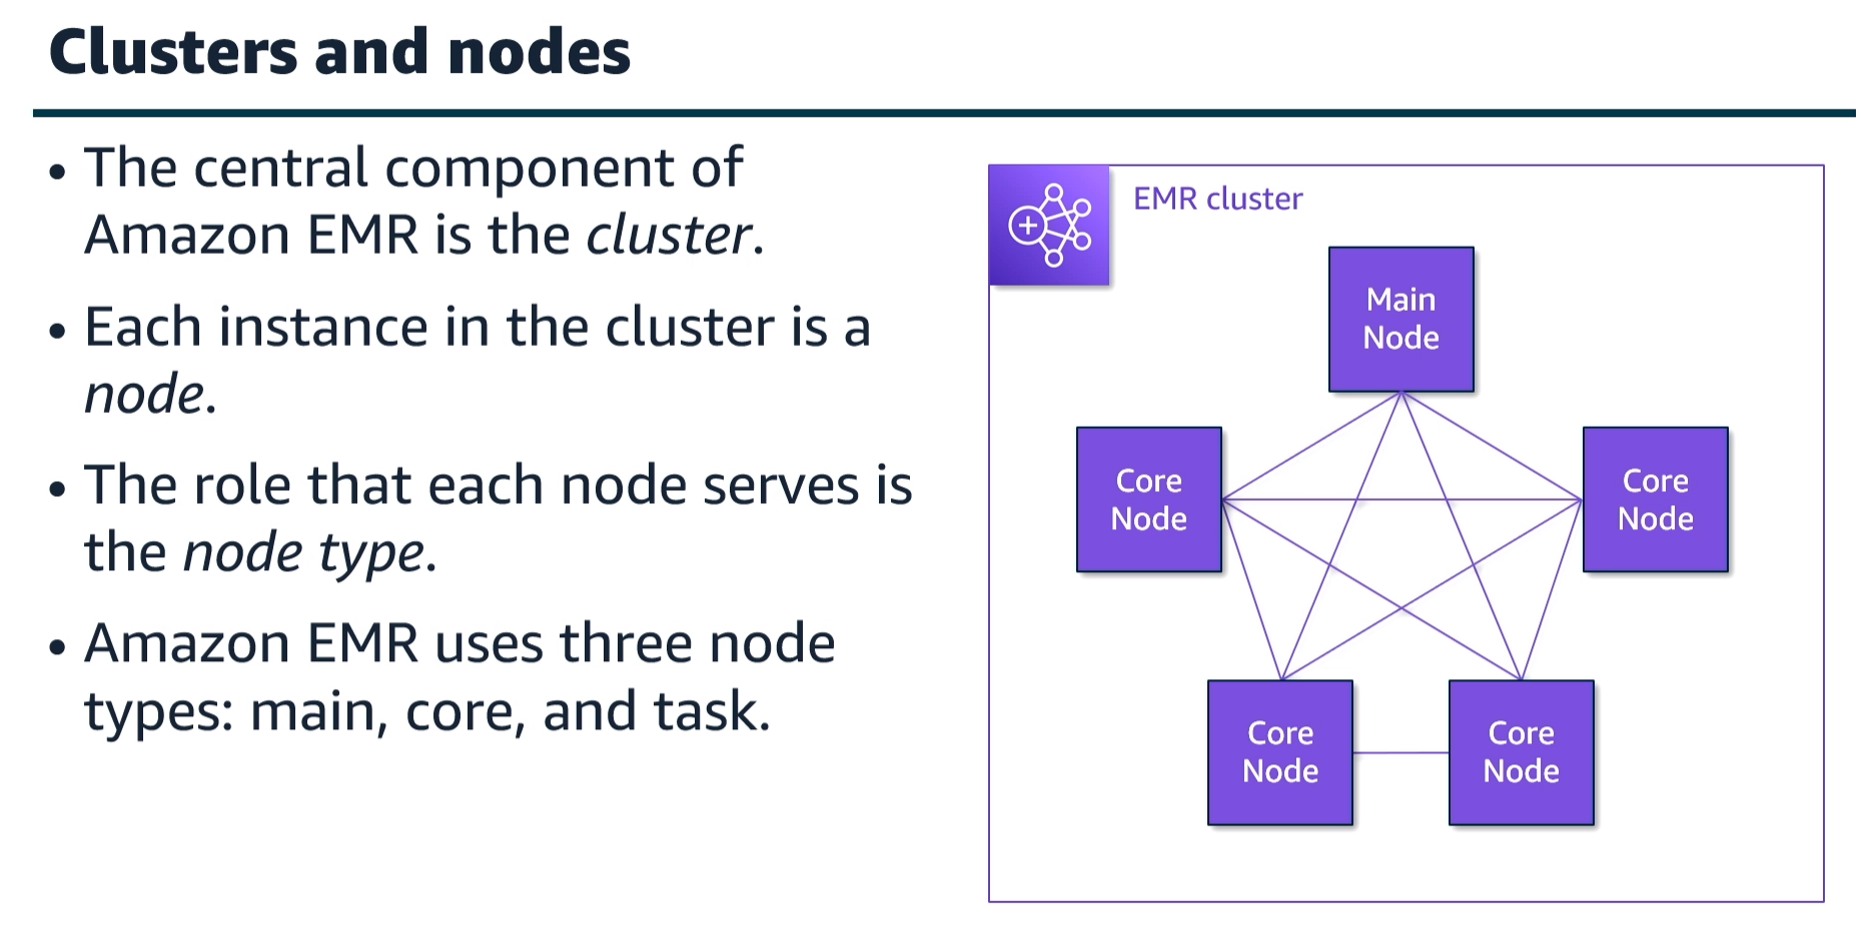 Clusters and nodes
• The central component of
Amazon EMR is the cluster.
• Each instance in the cluster is a
node.
• The role that each node serves is
the node type.
• Amazon EMR uses three node
types: main, core, and task.
EMR cluster
Main
Node
Core
Node
Core
Node
Core
Node
Core
Node